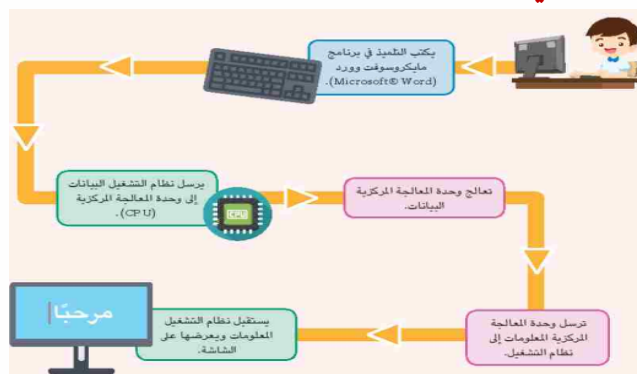 يكتب التلميذ في برنامج
مايكروسوفت وورد
(Microsoft® Word).
يرسل نظام التشغيل البيانات
إلى وحدة المعالجة المركزية
(CPU).
CPU
تعالج وحدة المعالجة المركزية
البيانات.
ترسل وحدة المعالجة
المركزية المعلومات إلى
نظام التشغيل.
يستقبل نظام التشغيل
المعلومات ويعرضها على
الشاشة.
مرحبًا